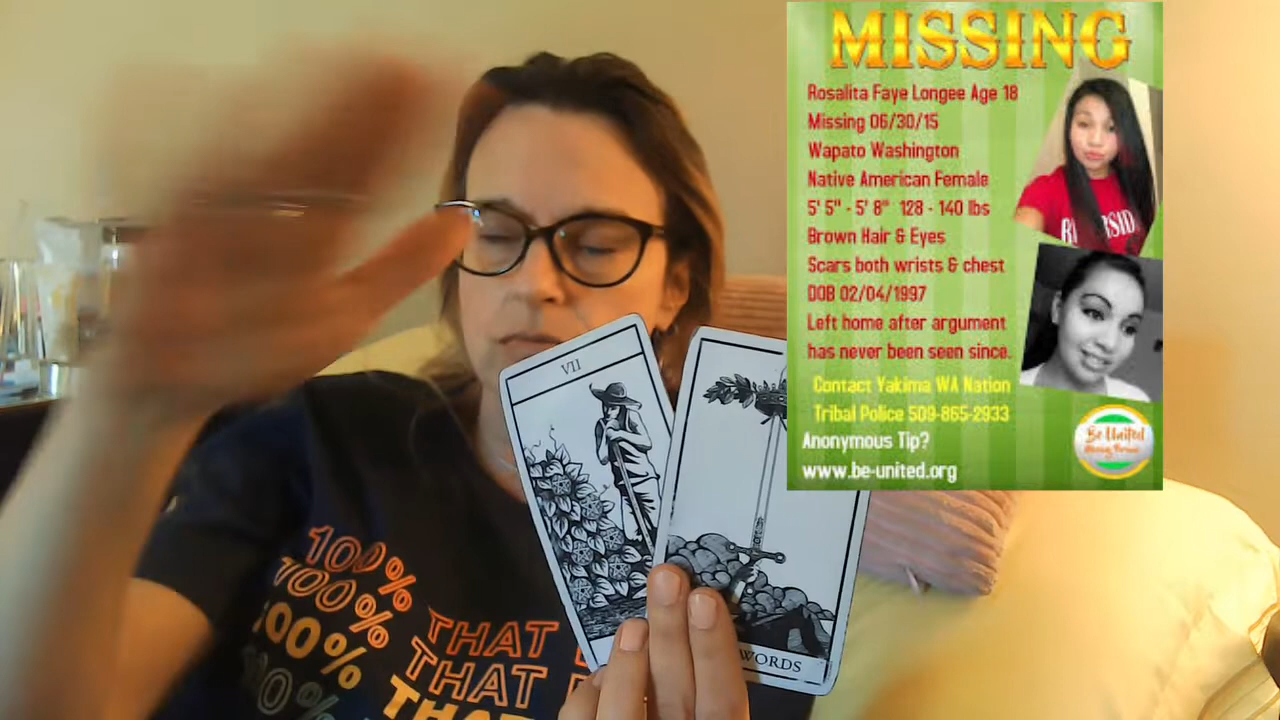 MISSING
Rosalita Faye Longee Age 18
Missing 06/30/15
Wapato Washington
Native American Female
5' 5" - 5' 8" 128 - 140 lbs
Brown Hair & Eyes
Scars both wrists & chest
DOB 02/04/1997
Left home after argument
has never been seen since.
Contact Yakima WA Nation
Tribal Police 509-865-2933
Anonymous Tip?
www.be-united.org
Be United
VII
100% THAT
100% THAT
100% THAT
100%